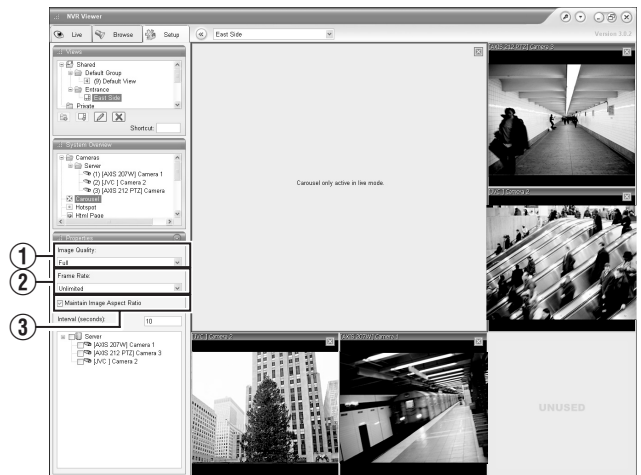 NVR Viewer
Live
Browse
Setup
East Side
Version 3.0.2
Views
Shared
Default Group
(9) Default View
Entrance
East Side
Private
Shortcut:
System Overview
Cameras
Server
(1) [AXIS 207W] Camera 1
(2) [JVC ] Camera 2
(3) [AXIS 212 PTZ] Camera
Carousel
Hotspot
Html Page
Properties
1
Image Quality:
Full
2
Frame Rate:
Unlimited
3
Maintain Image Aspect Ratio
Interval (seconds):
10
Server
[AXIS 207W] Camera 1
[AXIS 212 PTZ] Camera 3
[JVC ] Camera 2
Carousel only active in live mode.
[AXIS 212 PTZ] Camera 3
[JVC ] Camera 2
[JVC ] Camera 2
[AXIS 212 PTZ] Camera 3
UNUSED